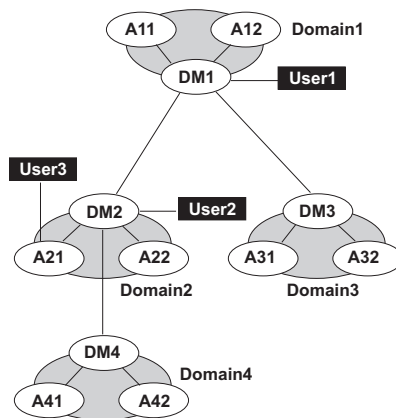 A11 A12 Domain1
DM1 User1
User3
DM2 User2 DM3
A21 A22 A31 A32
Domain2 Domain3
DM4
Domain4
A41 A42